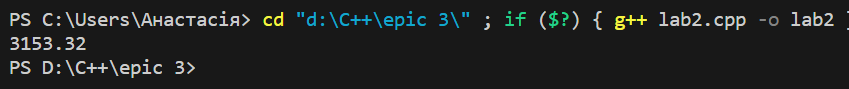 PS C:\Users\Анастасія> cd "d:\C++\epic 3\" ; if ($?) { g++ lab2.cpp -o lab2 }
3153.32
PS D:\C++\epic 3>